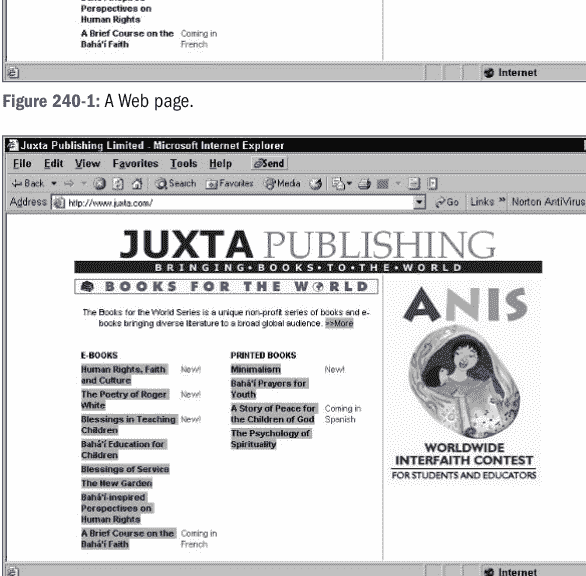 Perspectives on
Human Rights
A Brief Course on the Coming in
Bahá'í Faith French
Internet
Figure 240-1: A Web page.
Juxta Publishing Limited - Microsoft Internet Explorer
File Edit View Favorites Tools Help Send
Back Search Favorites Media
Address http://www.juxta.com/ Go Links » Norton AntiVirus
JUXTA PUBLISHING
BRINGING•BOOKS•TO•THE•WORLD
BOOKS FOR THE WORLD
The Books for the World Series is a unique non-profit series of books and e-
books bringing diverse literature to a broad global audience. >>More
E-BOOKS
Human Rights, Faith New!
and Culture
The Poetry of Roger New!
White
Blessings in Teaching New!
Children
Bahá'í Education for
Children
Blessings of Service
The New Garden
Bahá'í-inspired
Perspectives on
Human Rights
A Brief Course on the Coming in
Bahá'í Faith French
PRINTED BOOKS
Minimalism New!
Bahá'í Prayers for
Youth
A Story of Peace for Coming in
the Children of God Spanish
The Psychology of
Spirituality
ANIS
WORLDWIDE
INTERFAITH CONTEST
FOR STUDENTS AND EDUCATORS
Internet